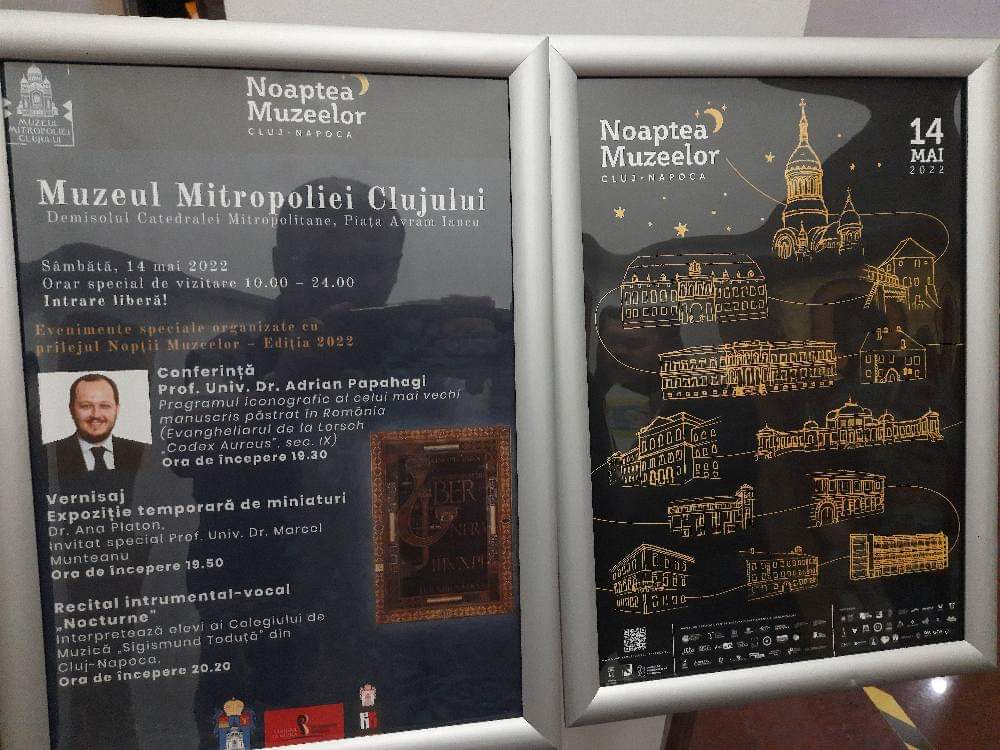 MUZEUL
MITROPOLIEI
CLUJULUI
Noaptea
Muzeelor
CLUJ-NAPOCA
Muzeul Mitropoliei Clujului
Demisolul Catedralei Mitropolitane, Piața Avram Iancu
Sâmbătă, 14 mai 2022
Orar special de vizitare 10.00 – 24.00
Intrare liberă!
Evenimente speciale organizate cu
prilejul Nopții Muzeelor – Ediția 2022
Conferință
Prof. Univ. Dr. Adrian Papahagi
Programul iconografic al celui mai vechi
manuscris păstrat în România
(Evangheliarul de la Lorsch
„Codex Aureus”, sec. IX)
Ora de începere 19.30
Vernisaj
Expoziție temporară de miniaturi
Dr. Ana Platon,
invitat special Prof. Univ. Dr. Marcel
Munteanu
Ora de începere 19.50
Recital intrumental-vocal
„Nocturne”
Interpretează elevi ai Colegiului de
Muzică „Sigismund Toduță” din
Cluj-Napoca.
Ora de începere 20.20
Noaptea
Muzeelor
CLUJ-NAPOCA
14
MAI
2022